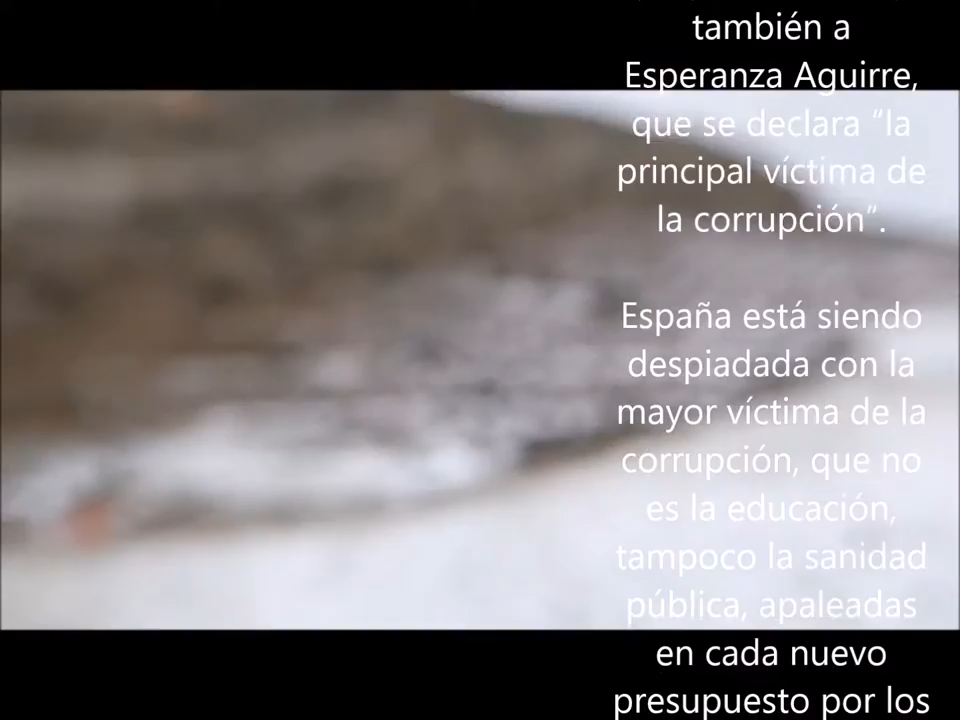 también a
Esperanza Aguirre,
que se declara “la
principal víctima de
la corrupción”.
España está siendo
despiadada con la
mayor víctima de la
corrupción, que no
es la educación,
tampoco la sanidad
pública, apaleadas
en cada nuevo
presupuesto por los